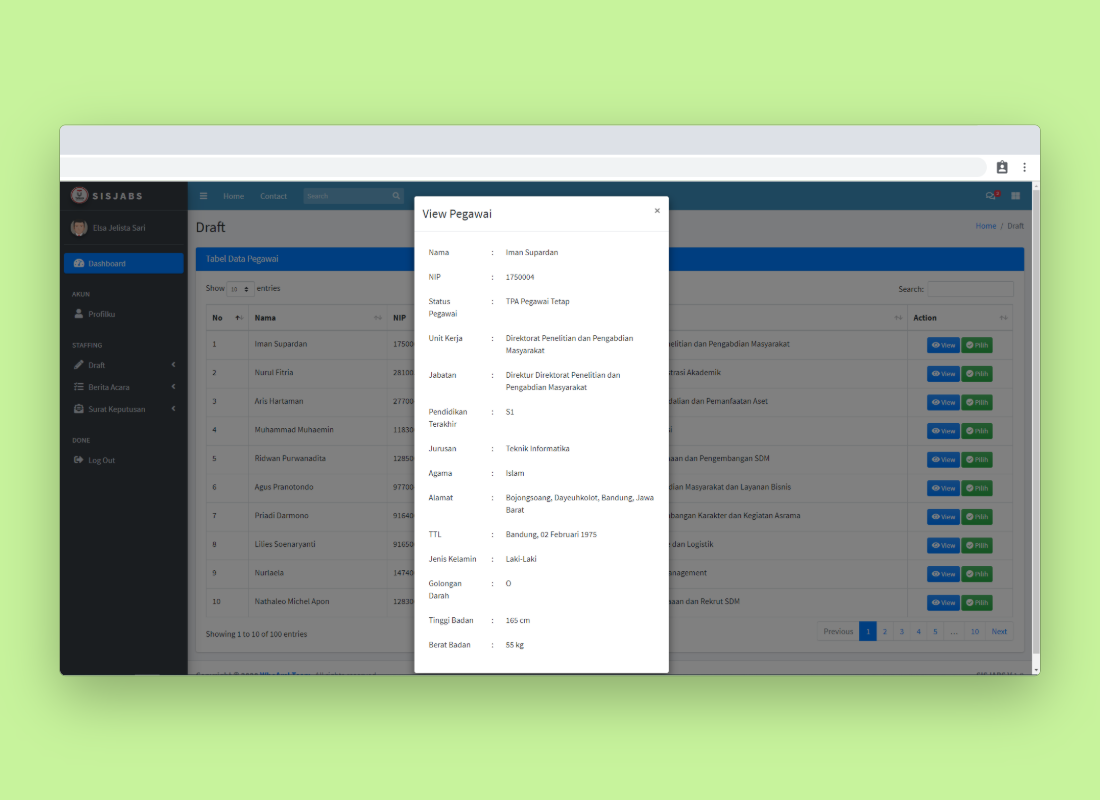 SISJABS
Home Contact Search 3
Elsa Jelista Sari
Dashboard
AKUN
Profilku
STAFFING
Draft
Berita Acara
Surat Keputusan
DONE
Log Out
Draft
Home / Draft
Tabel Data Pegawai
Show 10 entries
Search:
No Nama NIP Action
1 Iman Supardan 17500 elitian dan Pengabdian Masyarakat View Pilih
2 Nurul Fitria 28100 trasi Akademik View Pilih
3 Aris Hartaman 27700 dalian dan Pemanfaatan Aset View Pilih
4 Muhammad Muhaemin 11830 View Pilih
5 Ridwan Purwanadita 12850 aan dan Pengembangan SDM View Pilih
6 Agus Pranotondo 97700 dian Masyarakat dan Layanan Bisnis View Pilih
7 Priadi Darmono 91640 bangan Karakter dan Kegiatan Asrama View Pilih
8 Lilies Soenaryanti 91650 dan Logistik View Pilih
9 Nurlaela 14740 anagement View Pilih
10 Nathaleo Michel Apon 12830 aan dan Rekrut SDM View Pilih
Showing 1 to 10 of 100 entries
Previous 1 2 3 4 5 ... 10 Next
View Pegawai ×
Nama : Iman Supardan
NIP : 1750004
Status : TPA Pegawai Tetap
Pegawai
Unit Kerja : Direktorat Penelitian dan Pengabdian
Masyarakat
Jabatan : Direktur Direktorat Penelitian dan
Pengabdian Masyarakat
Pendidikan : S1
Terakhir
Jurusan : Teknik Informatika
Agama : Islam
Alamat : Bojongsoang, Dayeuhkolot, Bandung, Jawa
Barat
TTL : Bandung, 02 Februari 1975
Jenis Kelamin : Laki-Laki
Golongan : O
Darah
Tinggi Badan : 165 cm
Berat Badan : 55 kg